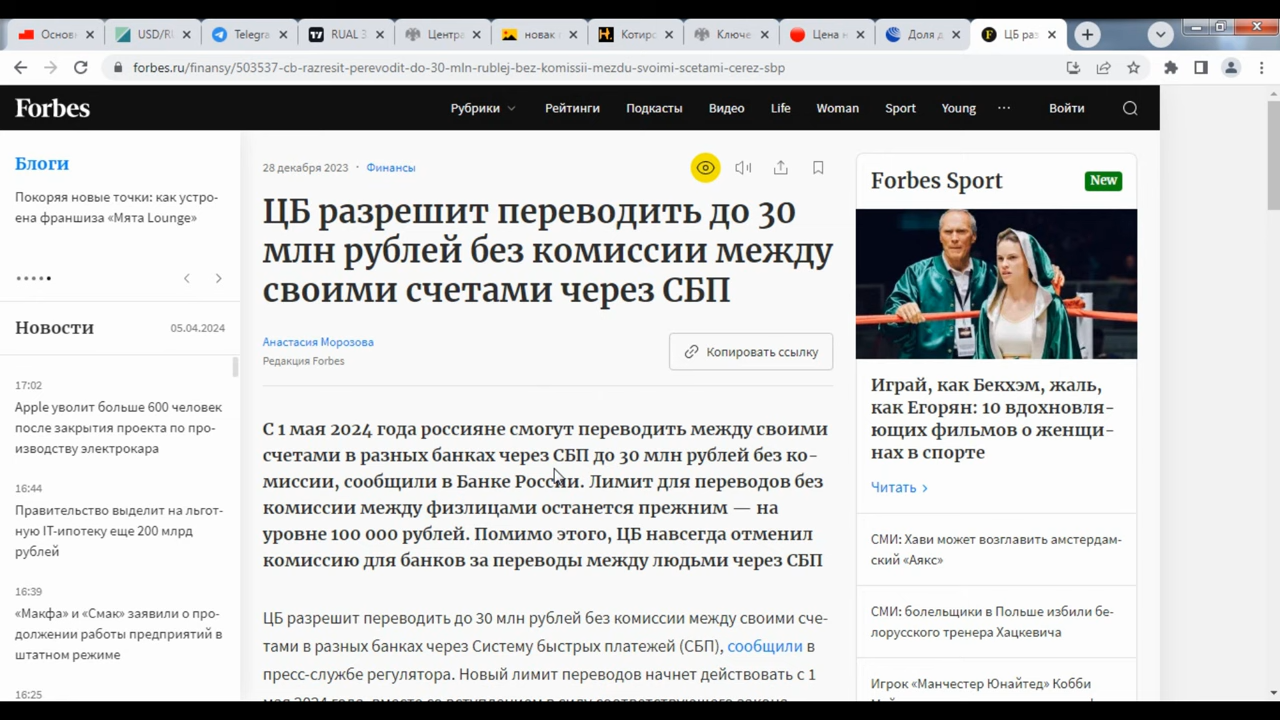 Основ
USD/RU
Telegra
RUAL 3
Центра
новая
Котирс
Ключе
Цена н
Доля д
ЦБ раз
forbes.ru/finansy/503537-cb-razresit-perevodit-do-30-mln-rublej-bez-komissii-mezdu-svoimi-scetami-cerez-sbp
Forbes
Рубрики
Рейтинги
Подкасты
Видео
Life
Woman
Sport
Young
Войти
Блоги
Покоряя новые точки: как устро-
ена франшиза «Мята Lounge»
Новости 05.04.2024
17:02
Apple уволит больше 600 человек
после закрытия проекта по про-
изводству электрокара
16:44
Правительство выделит на льгот-
ную IT-ипотеку еще 200 млрд
рублей
16:39
«Макфа» и «Смак» заявили о про-
должении работы предприятий в
штатном режиме
16:25
28 декабря 2023 · Финансы
ЦБ разрешит переводить до 30
млн рублей без комиссии между
своими счетами через СБП
Анастасия Морозова
Редакция Forbes
Копировать ссылку
С 1 мая 2024 года россияне смогут переводить между своими
счетами в разных банках через СБП до 30 млн рублей без ко-
миссии, сообщили в Банке России. Лимит для переводов без
комиссии между физлицами останется прежним — на
уровне 100 000 рублей. Помимо этого, ЦБ навсегда отменил
комиссию для банков за переводы между людьми через СБП
ЦБ разрешит переводить до 30 млн рублей без комиссии между своими сче-
тами в разных банках через Систему быстрых платежей (СБП), сообщили в
пресс-службе регулятора. Новый лимит переводов начнет действовать с 1
мая 2024 года, вместе со вступлением в силу соответствующего закона
Forbes Sport
New
Играй, как Бекхэм, жаль,
как Егорян: 10 вдохновля-
ющих фильмов о женщи-
нах в спорте
Читать
СМИ: Хави может возглавить амстердам-
ский «Аякс»
СМИ: болельщики в Польше избили бе-
лорусского тренера Хацкевича
Игрок «Манчестер Юнайтед» Кобби